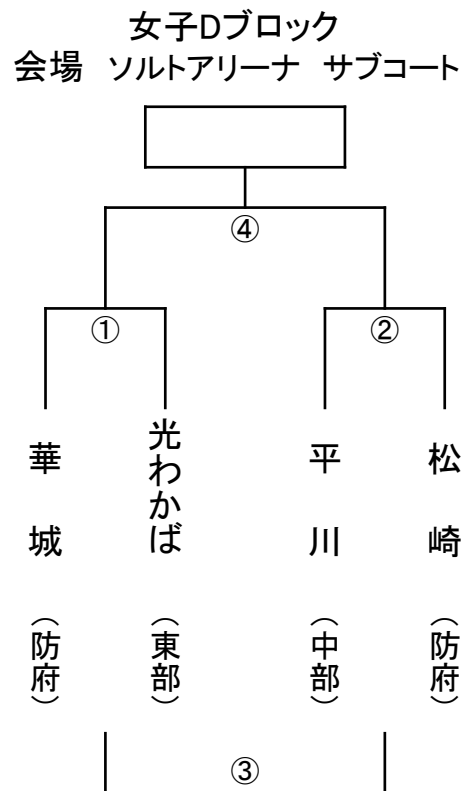 女子Dブロック
会場　ソルトアリーナ　サブコート
④
①
②
華城（防府）
光わかば（東部）
平川（中部）
松崎（防府）
③